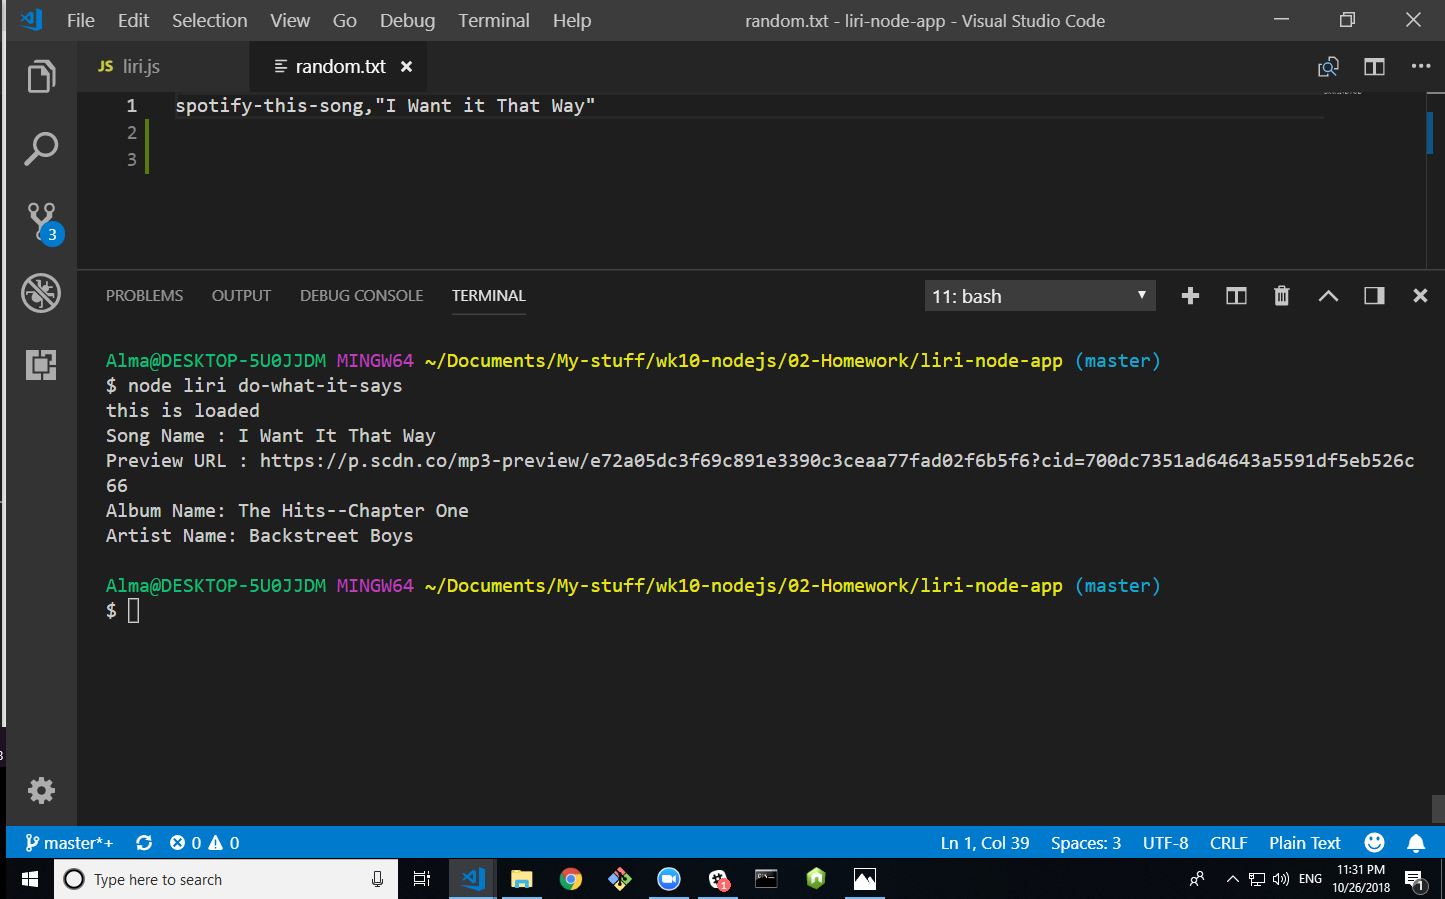 File Edit Selection View Go Debug Terminal Help random.txt - liri-node-app - Visual Studio Code
JS liri.js random.txt
1 spotify-this-song,"I Want it That Way"
2
3
3
PROBLEMS OUTPUT DEBUG CONSOLE TERMINAL 11: bash
Alma@DESKTOP-5U0JJDM MINGW64 ~/Documents/My-stuff/wk10-nodejs/02-Homework/liri-node-app (master)
$ node liri do-what-it-says
this is loaded
Song Name : I Want It That Way
Preview URL : https://p.scdn.co/mp3-preview/e72a05dc3f69c891e3390c3ceaa77fad02f6b5f6?cid=700dc7351ad64643a5591df5eb526c
66
Album Name: The Hits--Chapter One
Artist Name: Backstreet Boys
Alma@DESKTOP-5U0JJDM MINGW64 ~/Documents/My-stuff/wk10-nodejs/02-Homework/liri-node-app (master)
$
master*+ 0 0 Ln 1, Col 39 Spaces: 3 UTF-8 CRLF Plain Text
Type here to search 1 ENG 11:31 PM
10/26/2018 1